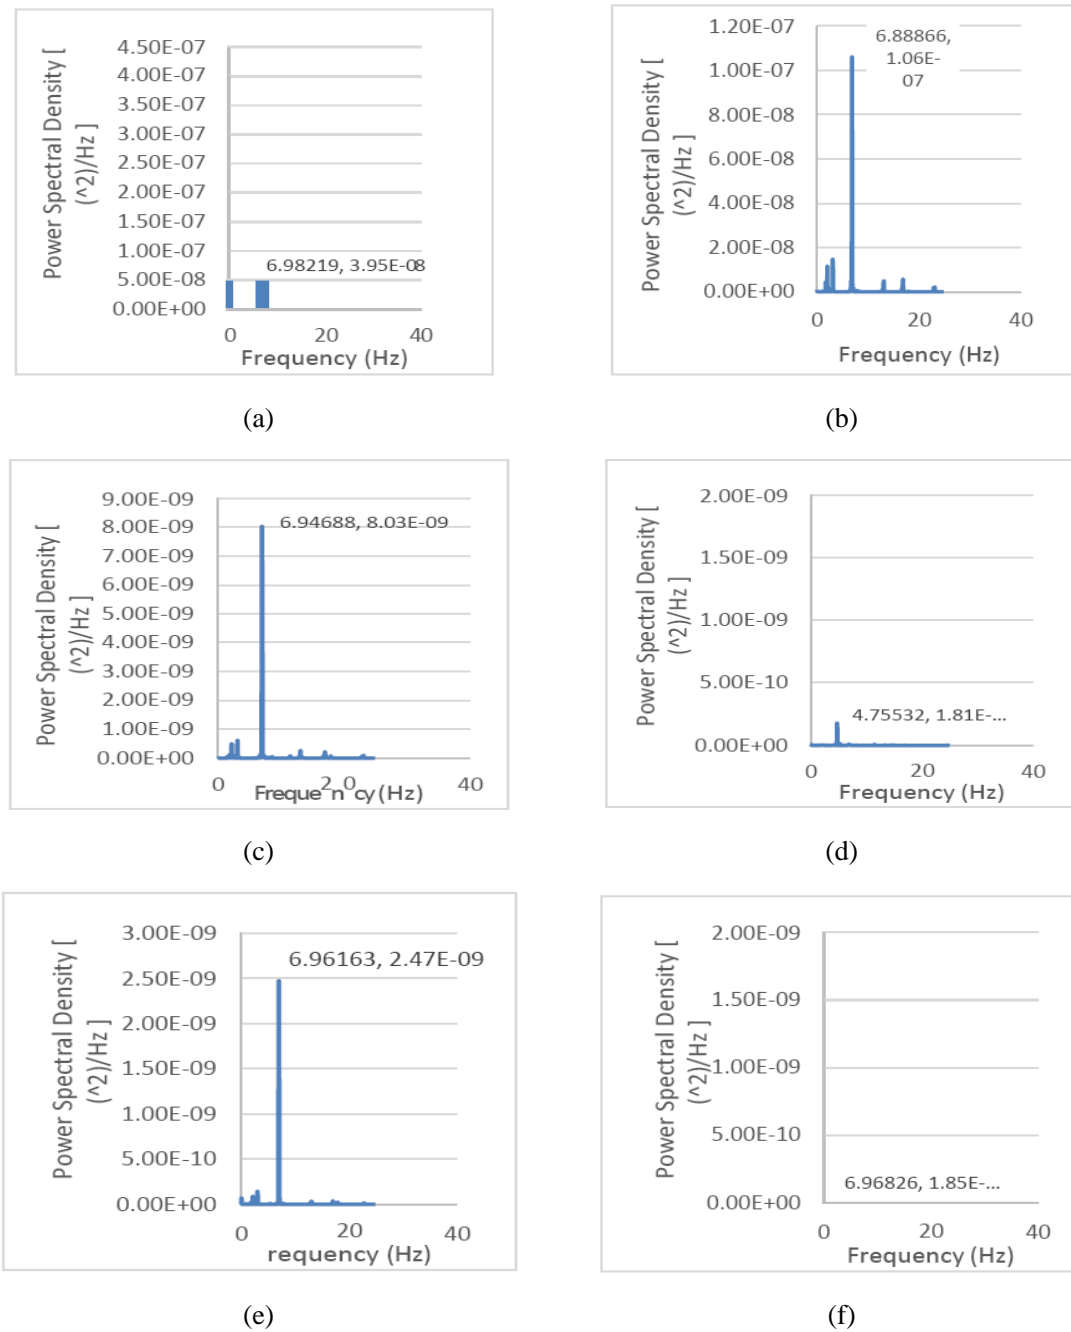 Power Spectral Density [
(^2)/Hz ]
4.50E-07
4.00E-07
3.50E-07
3.00E-07
2.50E-07
2.00E-07
1.50E-07
1.00E-07
5.00E-08
0.00E+00
6.98219, 3.95E-08
0 20 40
Frequency (Hz)
(a)
Power Spectral Density [
(^2)/Hz ]
1.20E-07
1.00E-07
8.00E-08
6.00E-08
4.00E-08
2.00E-08
0.00E+00
6.88866,
1.06E-
07
0 20 40
Frequency (Hz)
(b)
Power Spectral Density [
(^2)/Hz ]
9.00E-09
8.00E-09
7.00E-09
6.00E-09
5.00E-09
4.00E-09
3.00E-09
2.00E-09
1.00E-09
0.00E+00
6.94688, 8.03E-09
0 20 40
Frequency (Hz)
(c)
Power Spectral Density [
(^2)/Hz ]
2.00E-09
1.50E-09
1.00E-09
5.00E-10
0.00E+00
4.75532, 1.81E-...
0 20 40
Frequency (Hz)
(d)
Power Spectral Density [
(^2)/Hz ]
3.00E-09
2.50E-09
2.00E-09
1.50E-09
1.00E-09
5.00E-10
0.00E+00
6.96163, 2.47E-09
0 20 40
requency (Hz)
(e)
Power Spectral Density [
(^2)/Hz ]
2.00E-09
1.50E-09
1.00E-09
5.00E-10
0.00E+00
6.96826, 1.85E-...
0 20 40
Frequency (Hz)
(f)